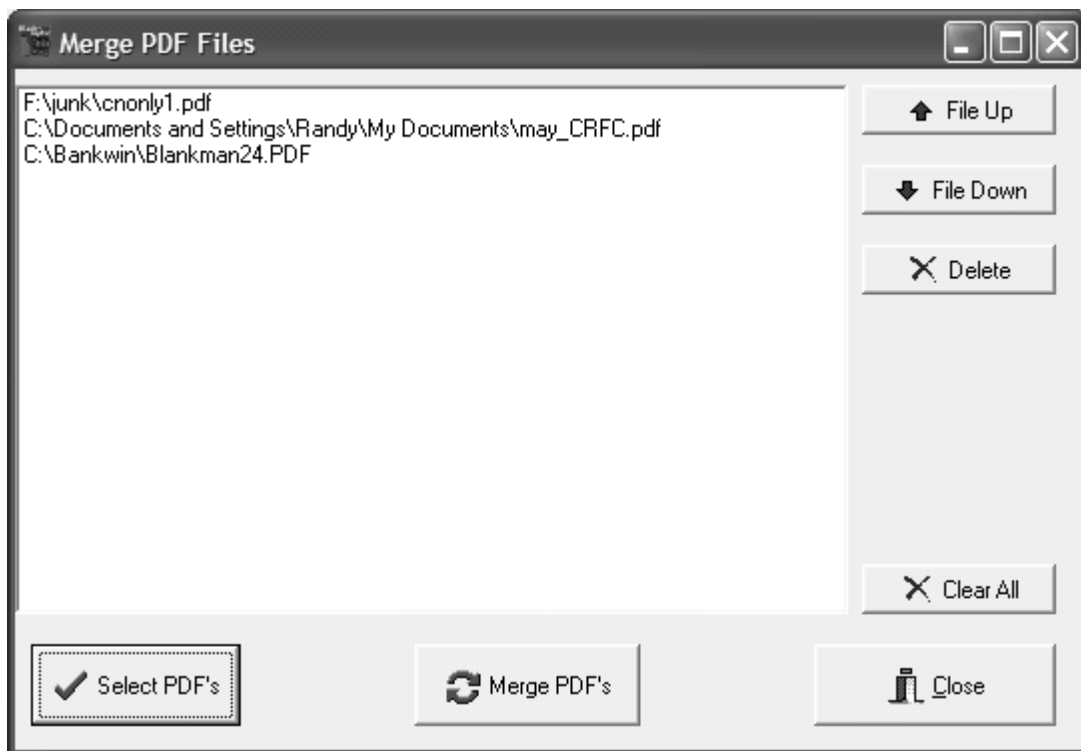 Merge PDF Files
F:\junk\cnonly1.pdf
C:\Documents and Settings\Randy\My Documents\may_CRFC.pdf
C:\Bankwin\Blankman24.PDF
File Up
File Down
Delete
Clear All
Select PDF's
Merge PDF's
Close